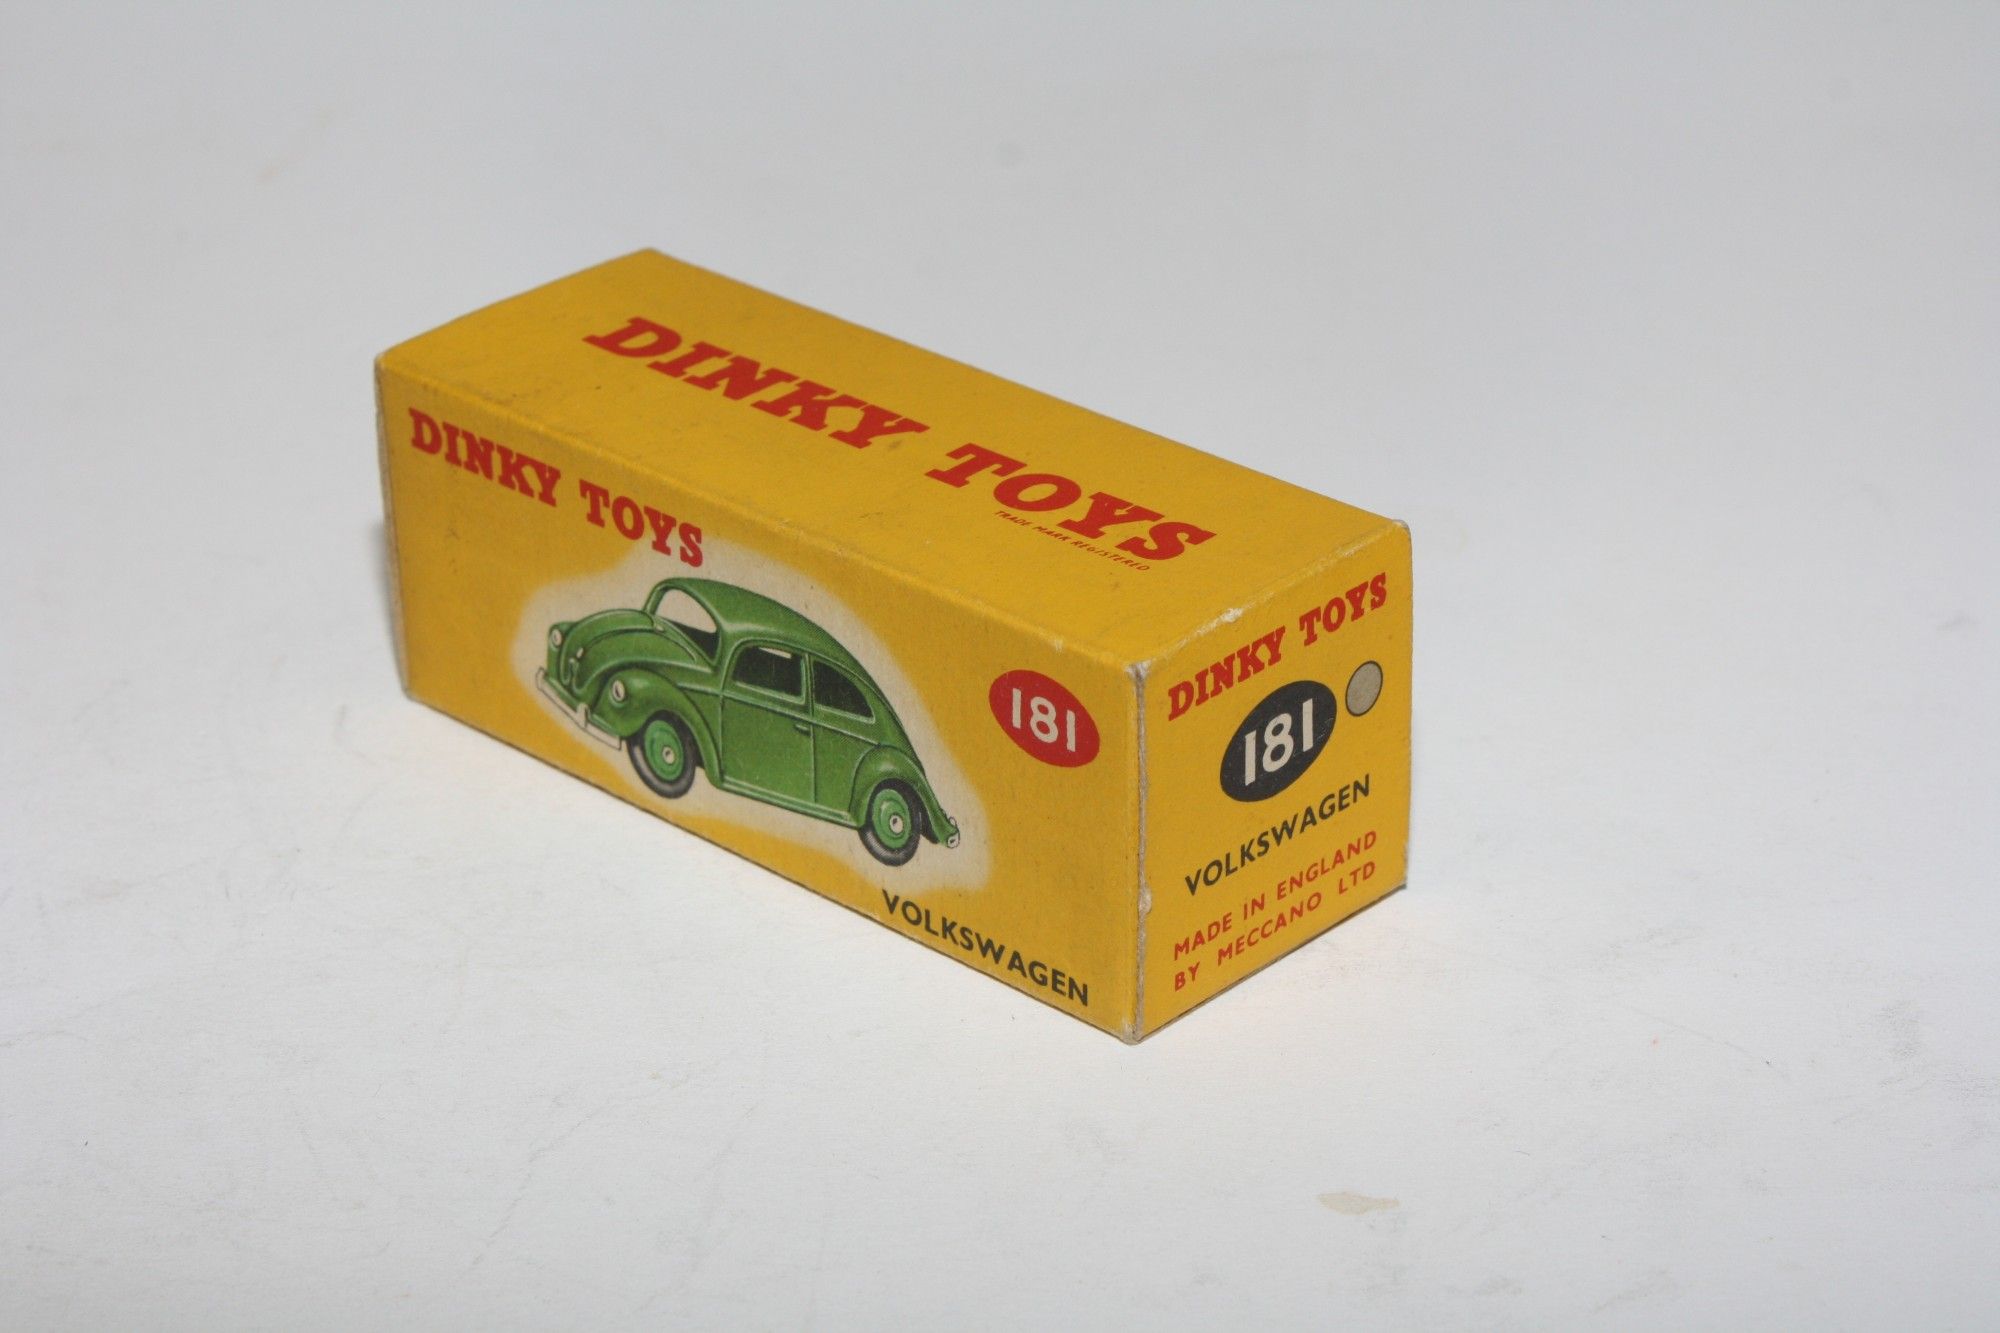 DINKY TOYS
TRADE MARK REGISTERED
DINKY TOYS
181
VOLKSWAGEN
DINKY TOYS
181
VOLKSWAGEN
MADE IN ENGLAND
BY MECCANO LTD